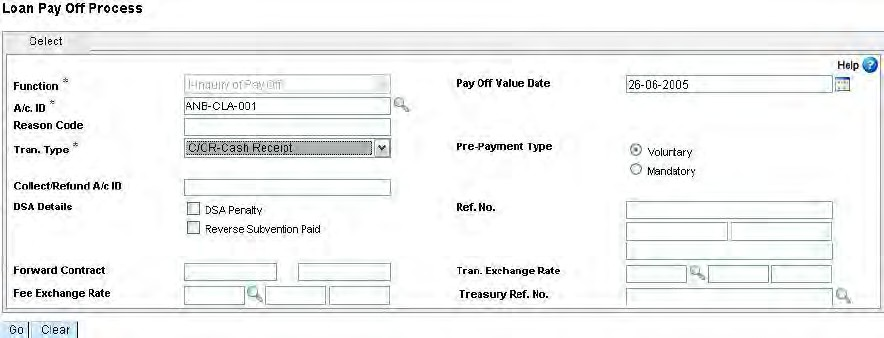 Loan Pay Off Process
Delect
Help ?
Function * I-Inquiry of Pay Off Pay Off Value Date 26-06-2005
A/c. ID * ANB-CLA-001
Reason Code
Tran. Type * C/CR-Cash Receipt Pre-Payment Type Voluntary
Mandatory
Collect/Refund A/c ID
DSA Details DSA Penalty Ref. No.
Reverse Subvention Paid
Forward Contract Tran. Exchange Rate
Fee Exchange Rate Treasury Ref. No.
Go Clear